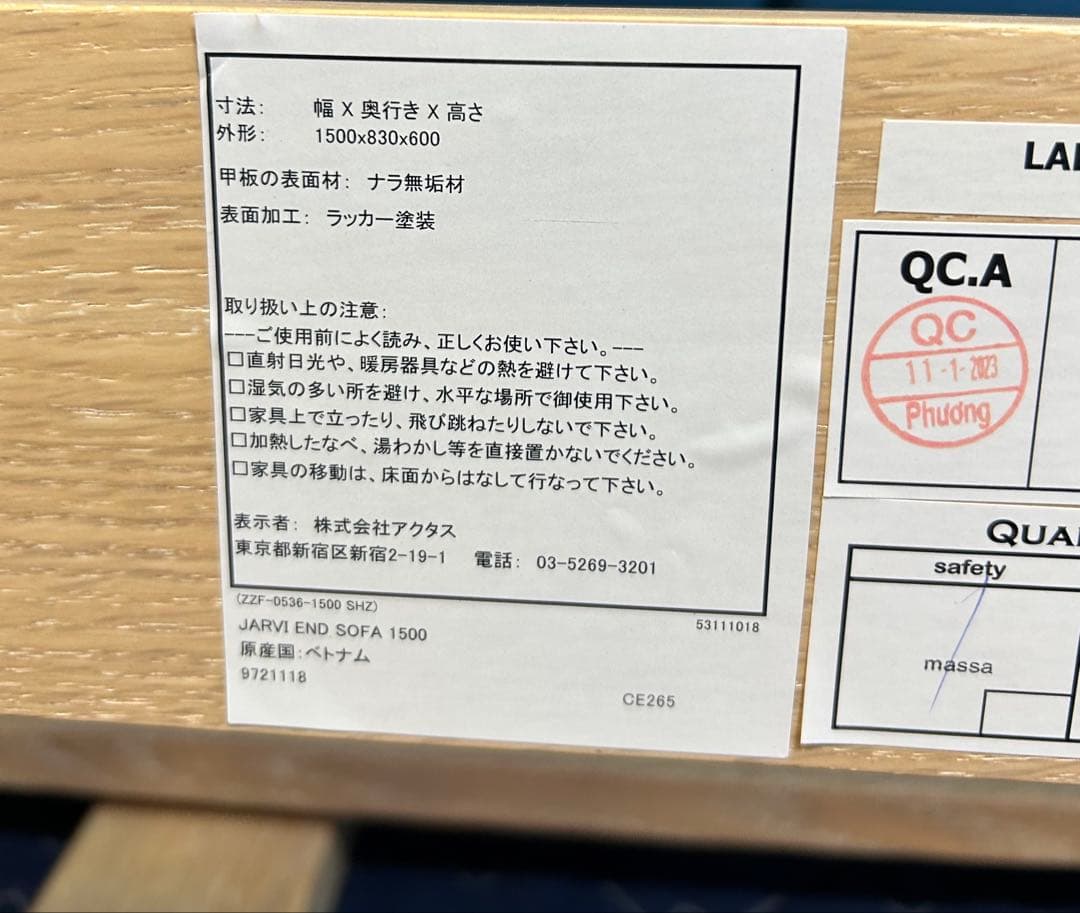 寸法: 幅 X 奥行き X 高さ
外形: 1500x830x600
甲板の表面材: ナラ無垢材
表面加工: ラッカー塗装
取り扱い上の注意:
---ご使用前によく読み、正しくお使い下さい。---
□直射日光や、暖房器具などの熱を避けて下さい。
□湿気の多い所を避け、水平な場所で御使用下さい。
□家具上で立ったり、飛び跳ねたりしないで下さい。
□加熱したなべ、湯わかし等を直接置かないでください。
□家具の移動は、床面からはなして行なって下さい。
表示者: 株式会社アクタス
東京都新宿区新宿2-19-1 電話: 03-5269-3201
(ZZF-0536-1500 SHZ)
53111018
JARVI END SOFA 1500
原産国:ベトナム
9721118
CE265
QC.A
QC
11-1-2023
Phương
safety
massa